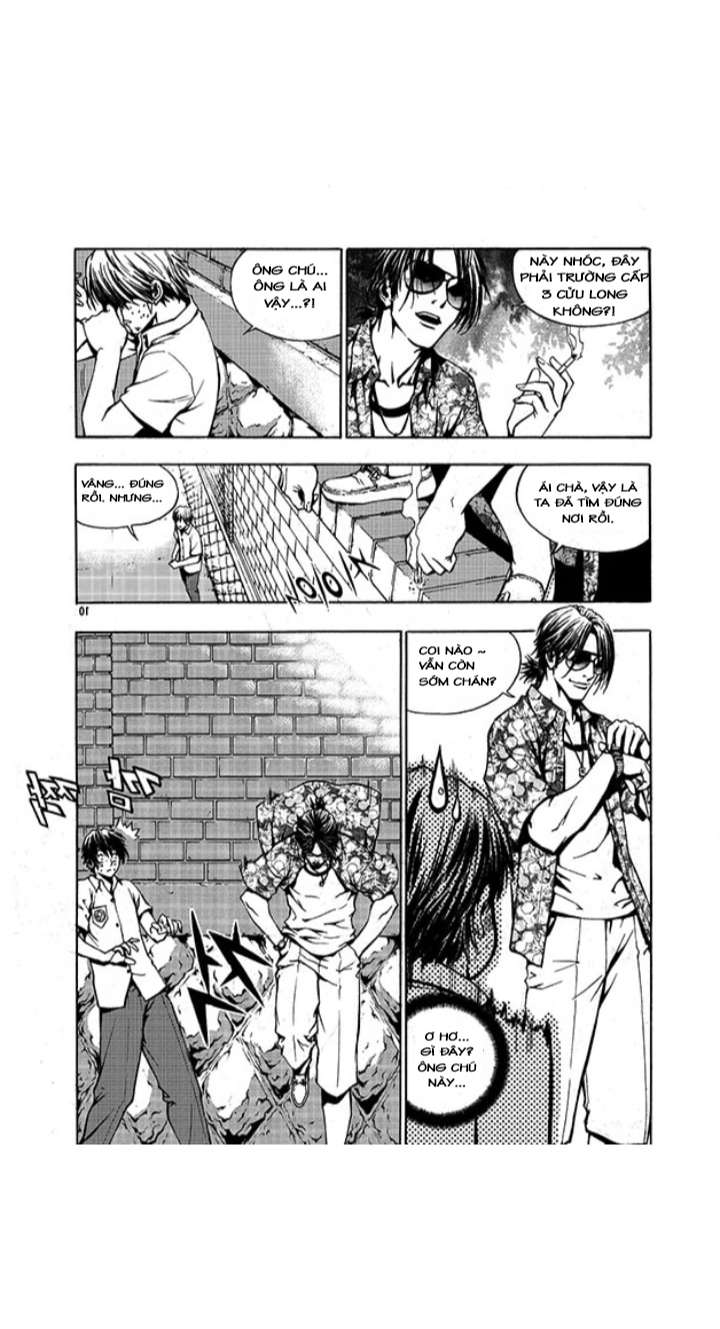 ÔNG CHÚ...
ÔNG LÀ AI
VẬY...?!
NÀY NHÓC, ĐÂY
PHẢI TRƯỜNG CẤP
3 CỬU LONG
KHÔNG?!
VÂNG... ĐÚNG
RỒI. NHƯNG...
ÁI CHÀ, VẬY LÀ
TA ĐÃ TÌM ĐÚNG
NƠI RỒI.
10
COI NÀO ~
VẪN CÒN
SỚM CHÁN?
Ơ HƠ...
GÌ ĐÂY?
ÔNG CHÚ
NÀY...